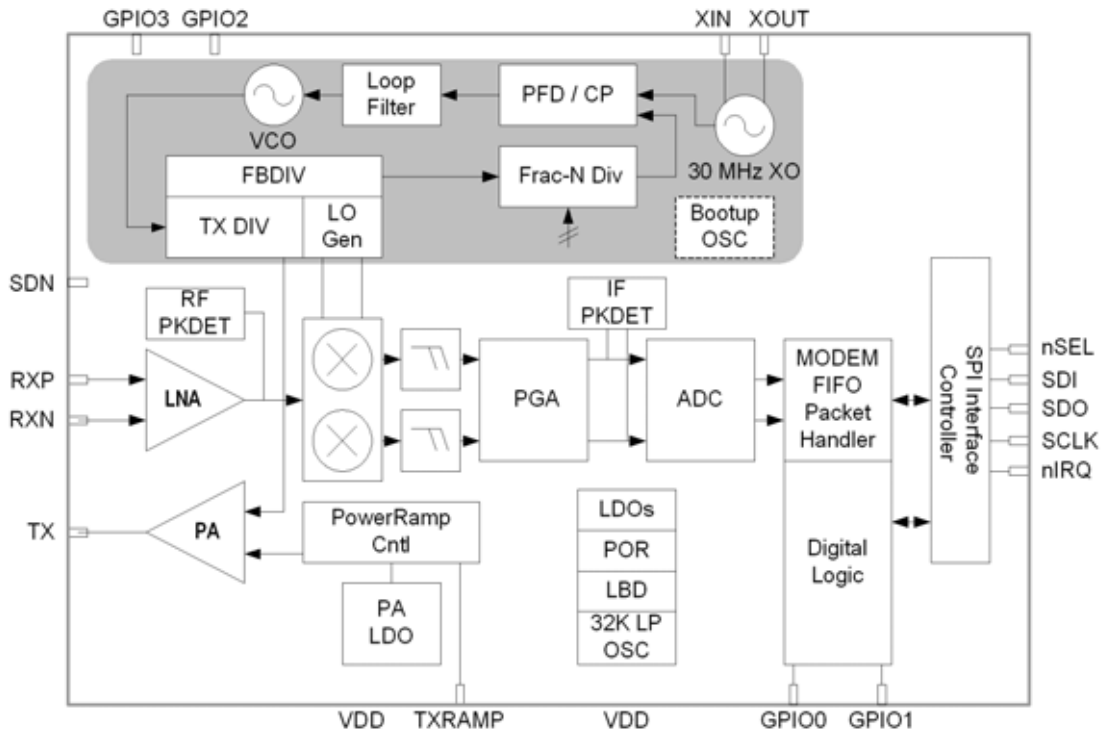 GPIO3 GPIO2
XIN XOUT
VCO
Loop
Filter
PFD / CP
30 MHz XO
FBDIV
TX DIV
LO
Gen
Frac-N Div
Bootup
OSC
SDN
RF
PKDET
IF
PKDET
RXP
RXN
LNA
PGA
ADC
MODEM
FIFO
Packet
Handler
SPI Interface
Controller
nSEL
SDI
SDO
SCLK
nIRQ
TX
PA
PowerRamp
Cntl
PA
LDO
LDOs
POR
LBD
32K LP
OSC
Digital
Logic
VDD
TXRAMP
VDD
GPIO0
GPIO1